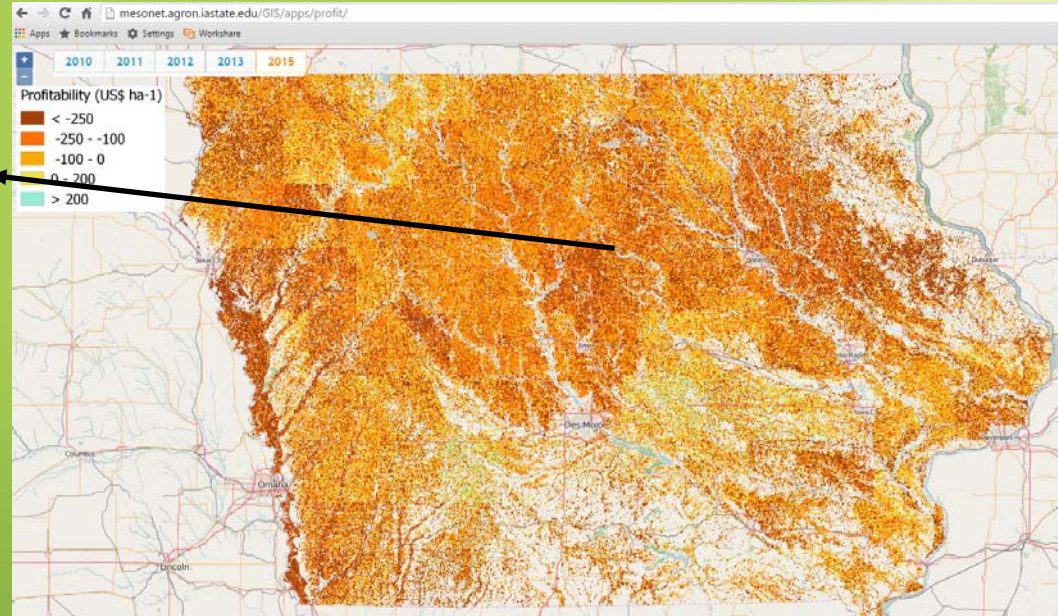 mesonet.agron.iastate.edu/GIS/apps/profit/
Apps Bookmarks Settings Workshare
+ 2010 2011 2012 2013 2015
-
Profitability (US$ ha-1)
< -250
-250 - -100
-100 - 0
0 - 200
> 200
Dubuque
Ames
Des Moines
Columbus
Omaha
Lincoln